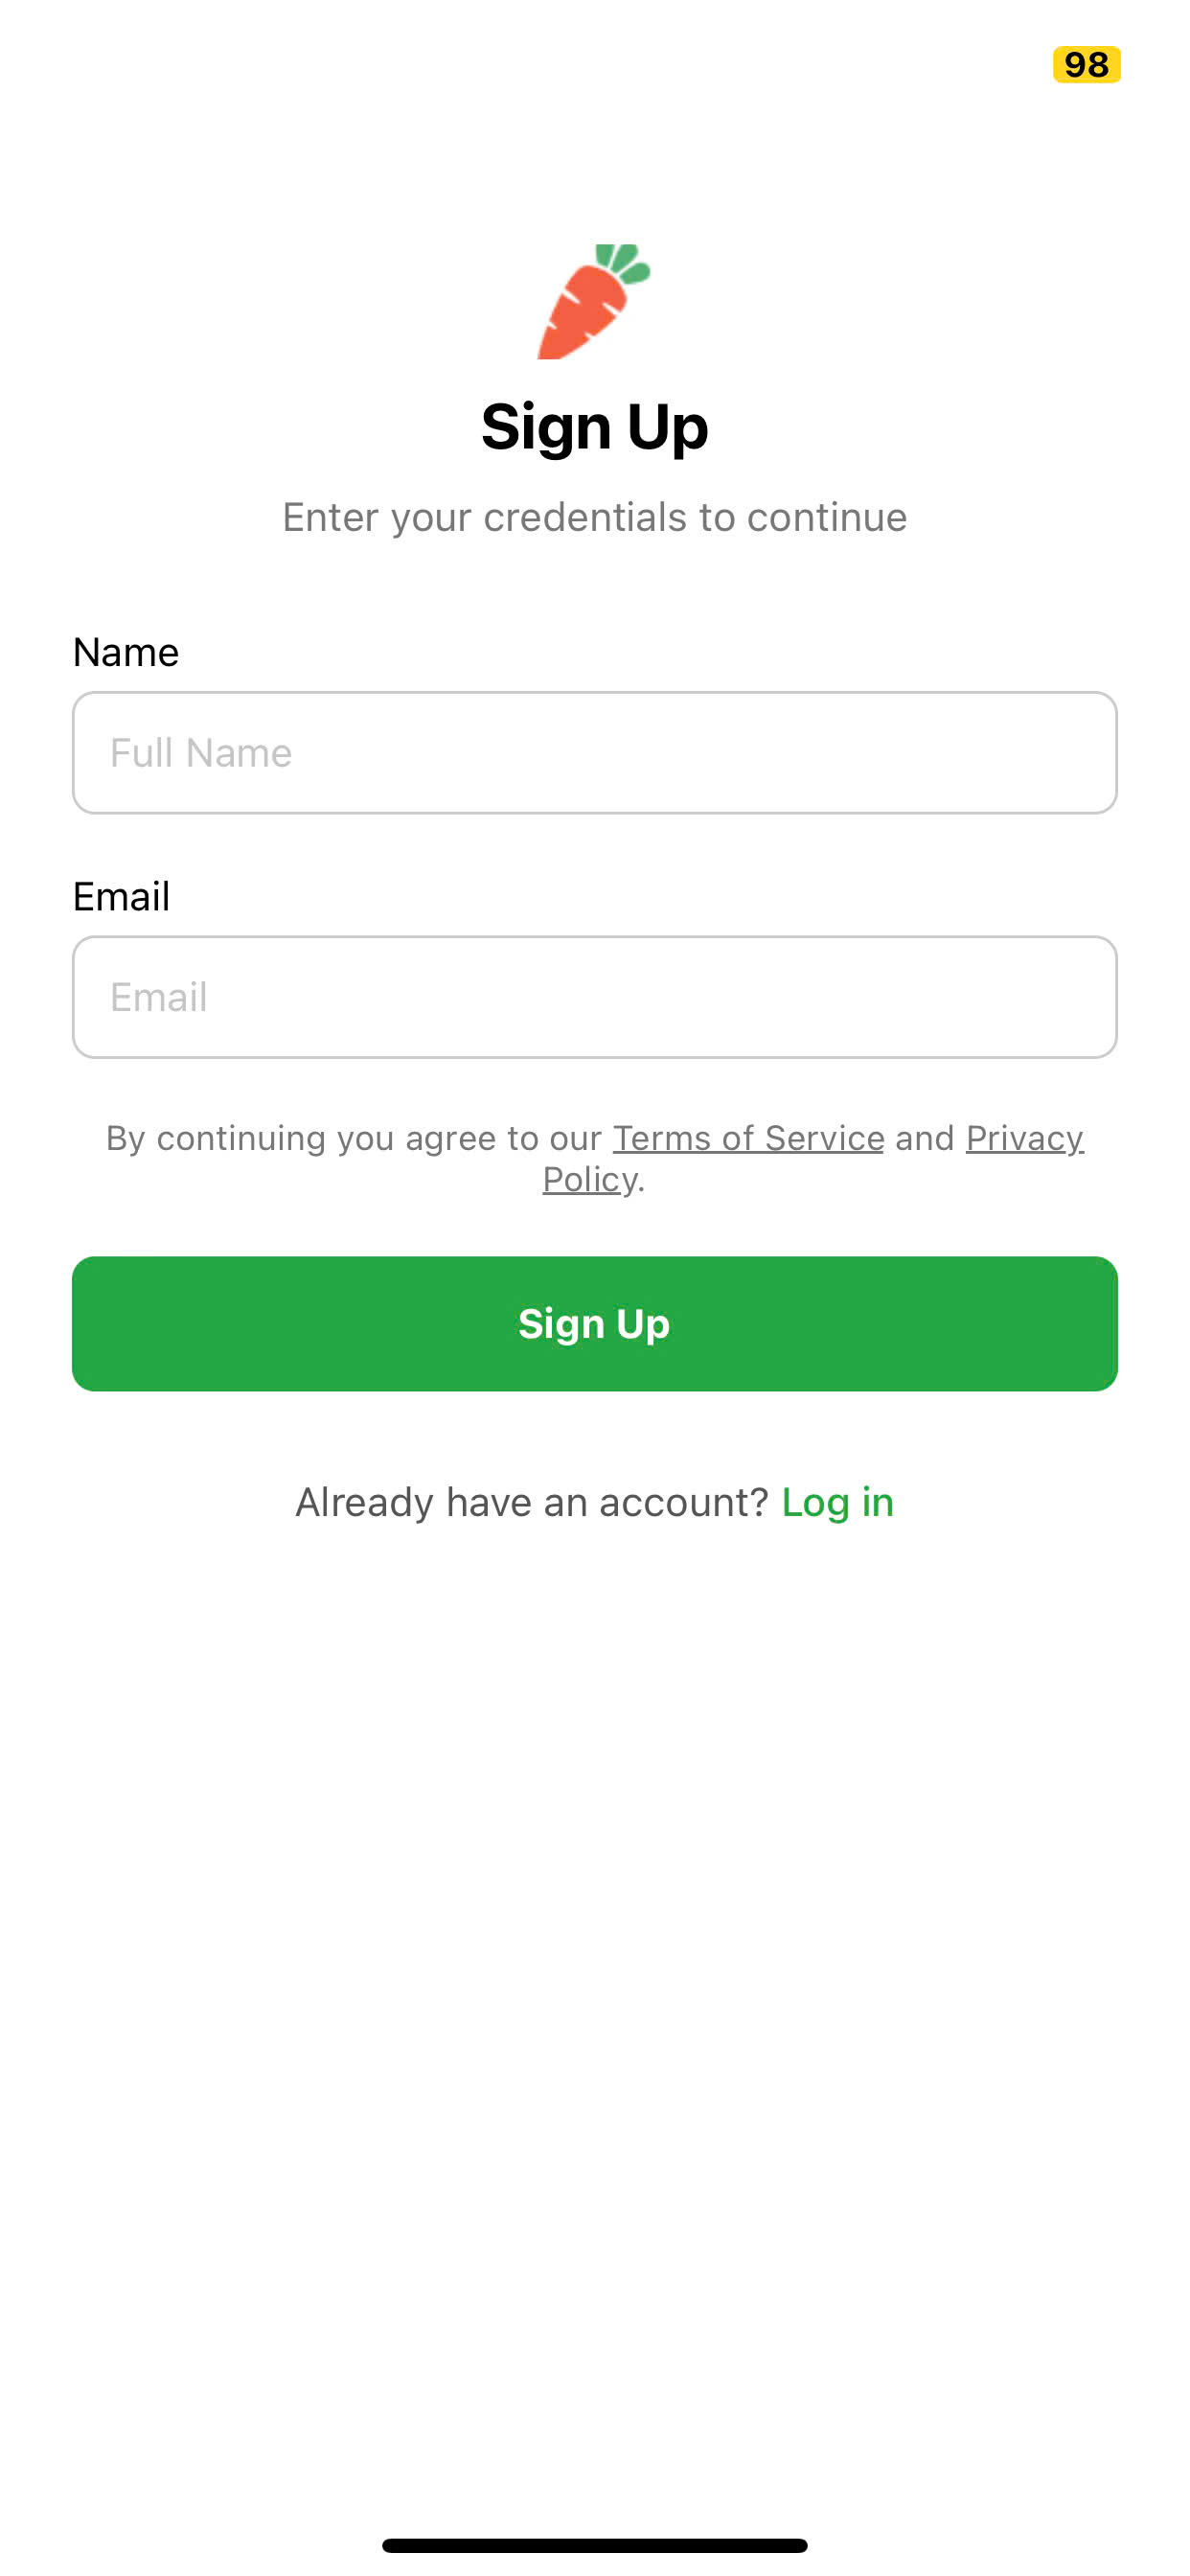 98
Sign Up
Enter your credentials to continue
Name
Full Name
Email
Email
By continuing you agree to our Terms of Service and Privacy
Policy.
Sign Up
Already have an account? Log in